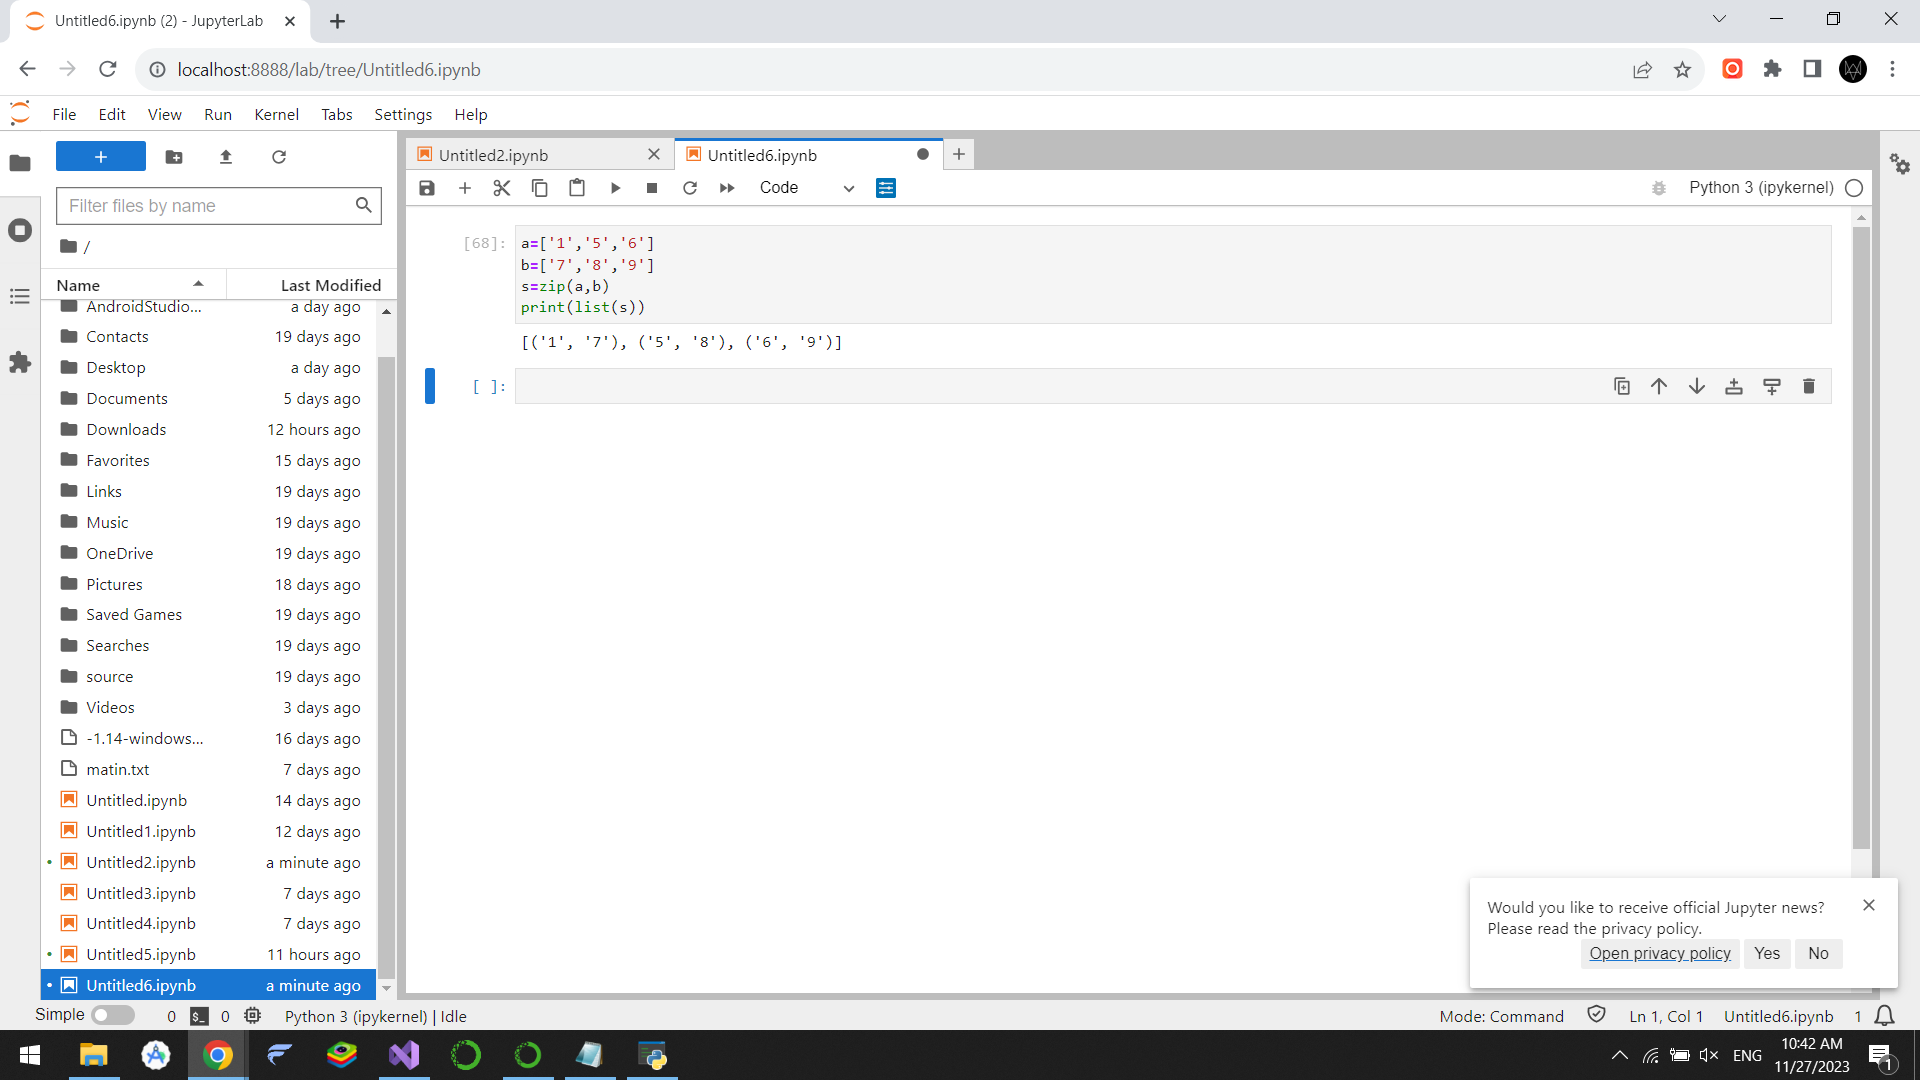 Untitled6.ipynb (2) - JupyterLab
localhost:8888/lab/tree/Untitled6.ipynb
File Edit View Run Kernel Tabs Settings Help
Filter files by name
/
Name Last Modified
AndroidStudio... a day ago
Contacts 19 days ago
Desktop a day ago
Documents 5 days ago
Downloads 12 hours ago
Favorites 15 days ago
Links 19 days ago
Music 19 days ago
OneDrive 19 days ago
Pictures 18 days ago
Saved Games 19 days ago
Searches 19 days ago
source 19 days ago
Videos 3 days ago
-1.14-windows... 16 days ago
matin.txt 7 days ago
Untitled.ipynb 14 days ago
Untitled1.ipynb 12 days ago
Untitled2.ipynb a minute ago
Untitled3.ipynb 7 days ago
Untitled4.ipynb 7 days ago
Untitled5.ipynb 11 hours ago
Untitled6.ipynb a minute ago
Untitled2.ipynb Untitled6.ipynb
Code Python 3 (ipykernel)
[68]: a=['1','5','6']
b=['7','8','9']
s=zip(a,b)
print(list(s))
[('1', '7'), ('5', '8'), ('6', '9')]
[ ]:
Would you like to receive official Jupyter news?
Please read the privacy policy.
Open privacy policy Yes No
Simple 0 $_ 0 Python 3 (ipykernel) | Idle Mode: Command Ln 1, Col 1 Untitled6.ipynb 1
ENG 10:42 AM
11/27/2023 1